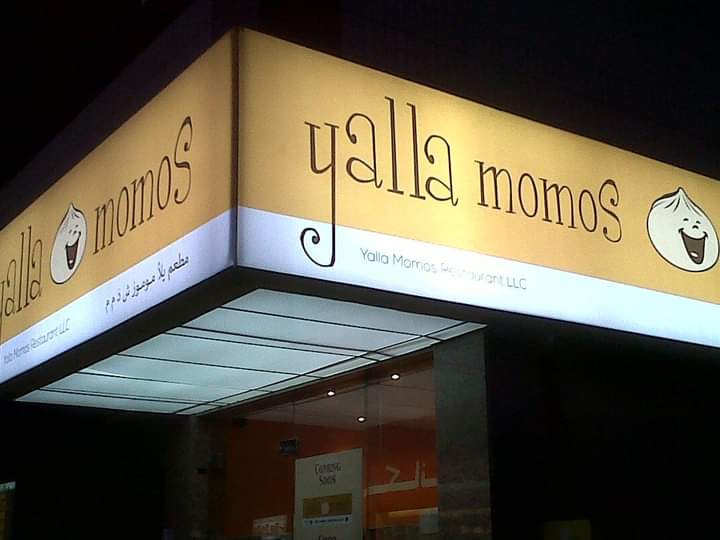 yalla momos
Yalla Momos Restaurant LLC
مطعم يلا موموز ش ذ م م
yalla momos
Yalla Momos Restaurant LLC
COMING
SOON